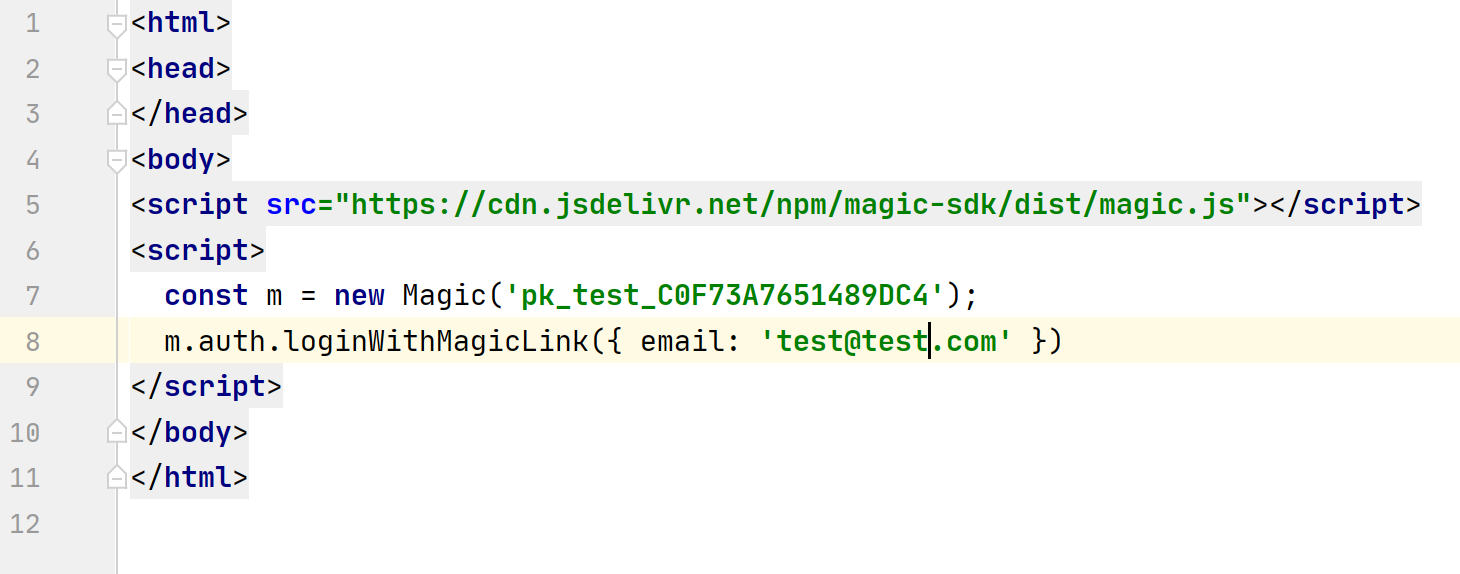 1 <html>
2 <head>
3 </head>
4 <body>
5 <script src="https://cdn.jsdelivr.net/npm/magic-sdk/dist/magic.js"></script>
6 <script>
7 const m = new Magic('pk_test_C0F73A7651489DC4');
8 m.auth.loginWithMagicLink({ email: 'test@test.com' })
9 </script>
10 </body>
11 </html>
12